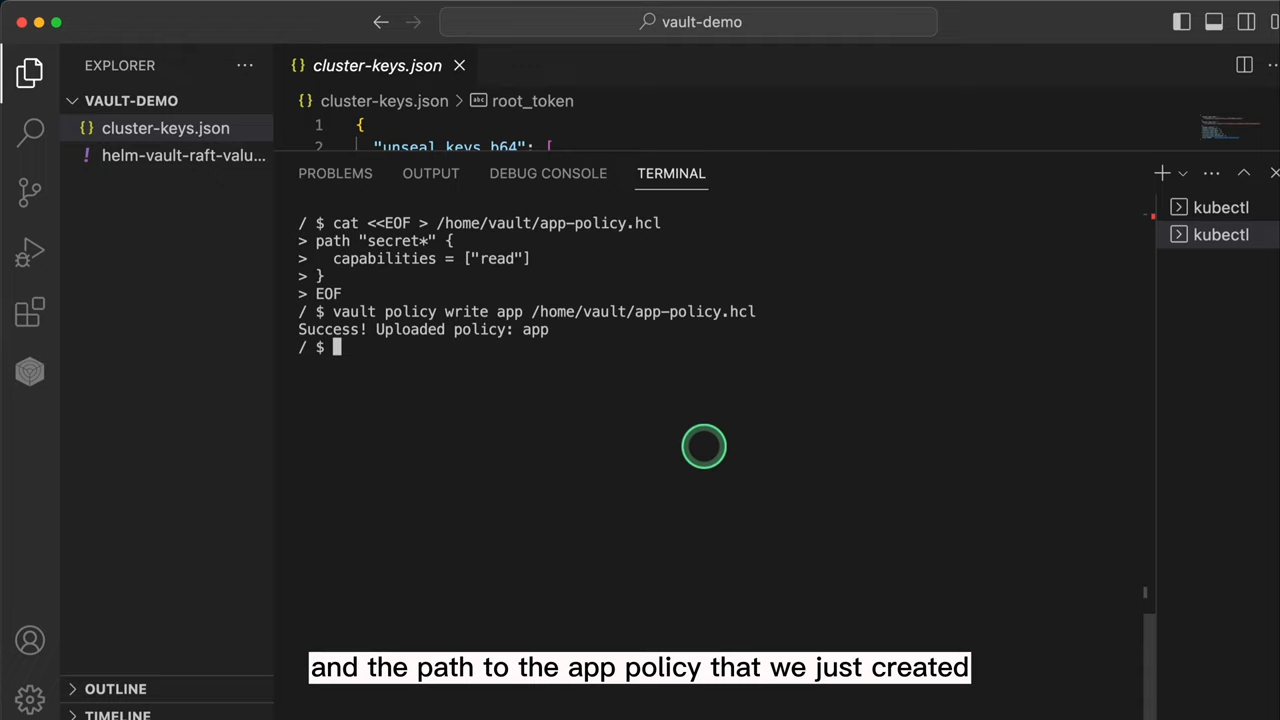 vault-demo
EXPLORER
VAULT-DEMO
cluster-keys.json
helm-vault-raft-valu...
OUTLINE
TIMELINE
{} cluster-keys.json
{} cluster-keys.json > abc root_token
1 {
2 "unseal_keys_b64": [
PROBLEMS OUTPUT DEBUG CONSOLE TERMINAL
kubectl
kubectl
/ $ cat <<EOF > /home/vault/app-policy.hcl
> path "secret*" {
>   capabilities = ["read"]
> }
> EOF
/ $ vault policy write app /home/vault/app-policy.hcl
Success! Uploaded policy: app
/ $
and the path to the app policy that we just created